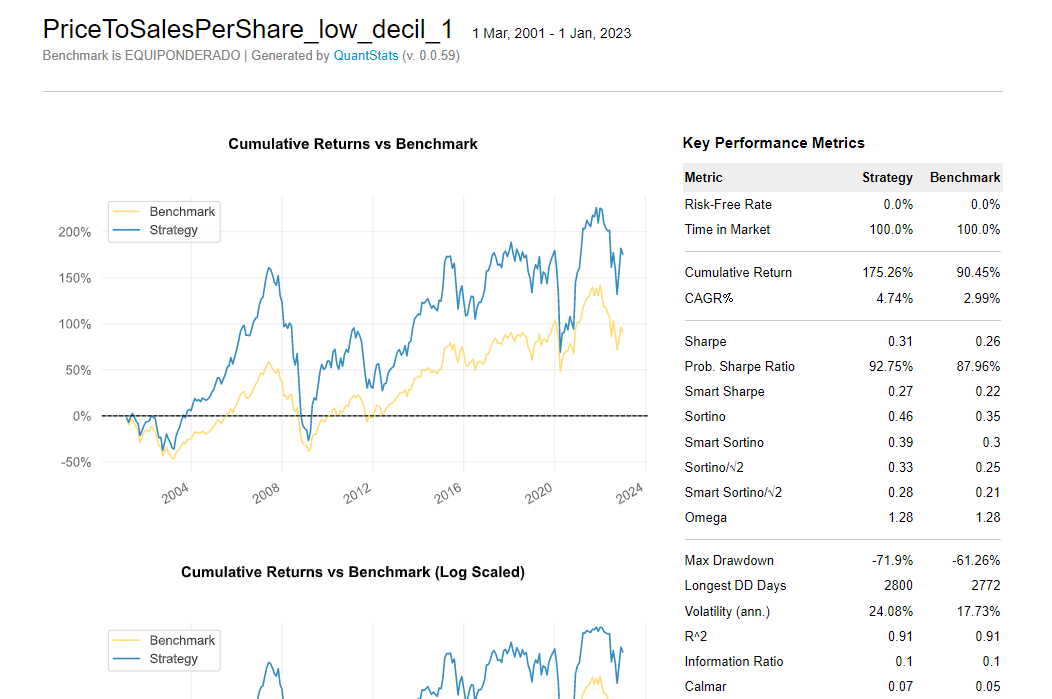 PriceToSalesPerShare_low_decil_1 1 Mar, 2001 - 1 Jan, 2023
Benchmark is EQUIPONDERADO | Generated by QuantStats (v. 0.0.59)
Cumulative Returns vs Benchmark
Benchmark
Strategy
200%
150%
100%
50%
0%
-50%
2004 2008 2012 2016 2020 2024
Cumulative Returns vs Benchmark (Log Scaled)
Benchmark
Strategy
Key Performance Metrics
Metric Strategy Benchmark
Risk-Free Rate 0.0% 0.0%
Time in Market 100.0% 100.0%
Cumulative Return 175.26% 90.45%
CAGR% 4.74% 2.99%
Sharpe 0.31 0.26
Prob. Sharpe Ratio 92.75% 87.96%
Smart Sharpe 0.27 0.22
Sortino 0.46 0.35
Smart Sortino 0.39 0.3
Sortino/√2 0.33 0.25
Smart Sortino/√2 0.28 0.21
Omega 1.28 1.28
Max Drawdown -71.9% -61.26%
Longest DD Days 2800 2772
Volatility (ann.) 24.08% 17.73%
R^2 0.91 0.91
Information Ratio 0.1 0.1
Calmar 0.07 0.05